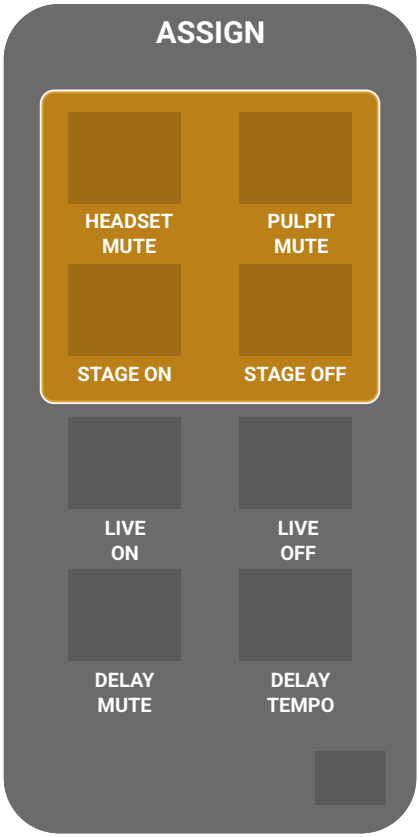 ASSIGN
HEADSET PULPIT
MUTE MUTE
STAGE ON STAGE OFF
LIVE LIVE
ON OFF
DELAY DELAY
MUTE TEMPO